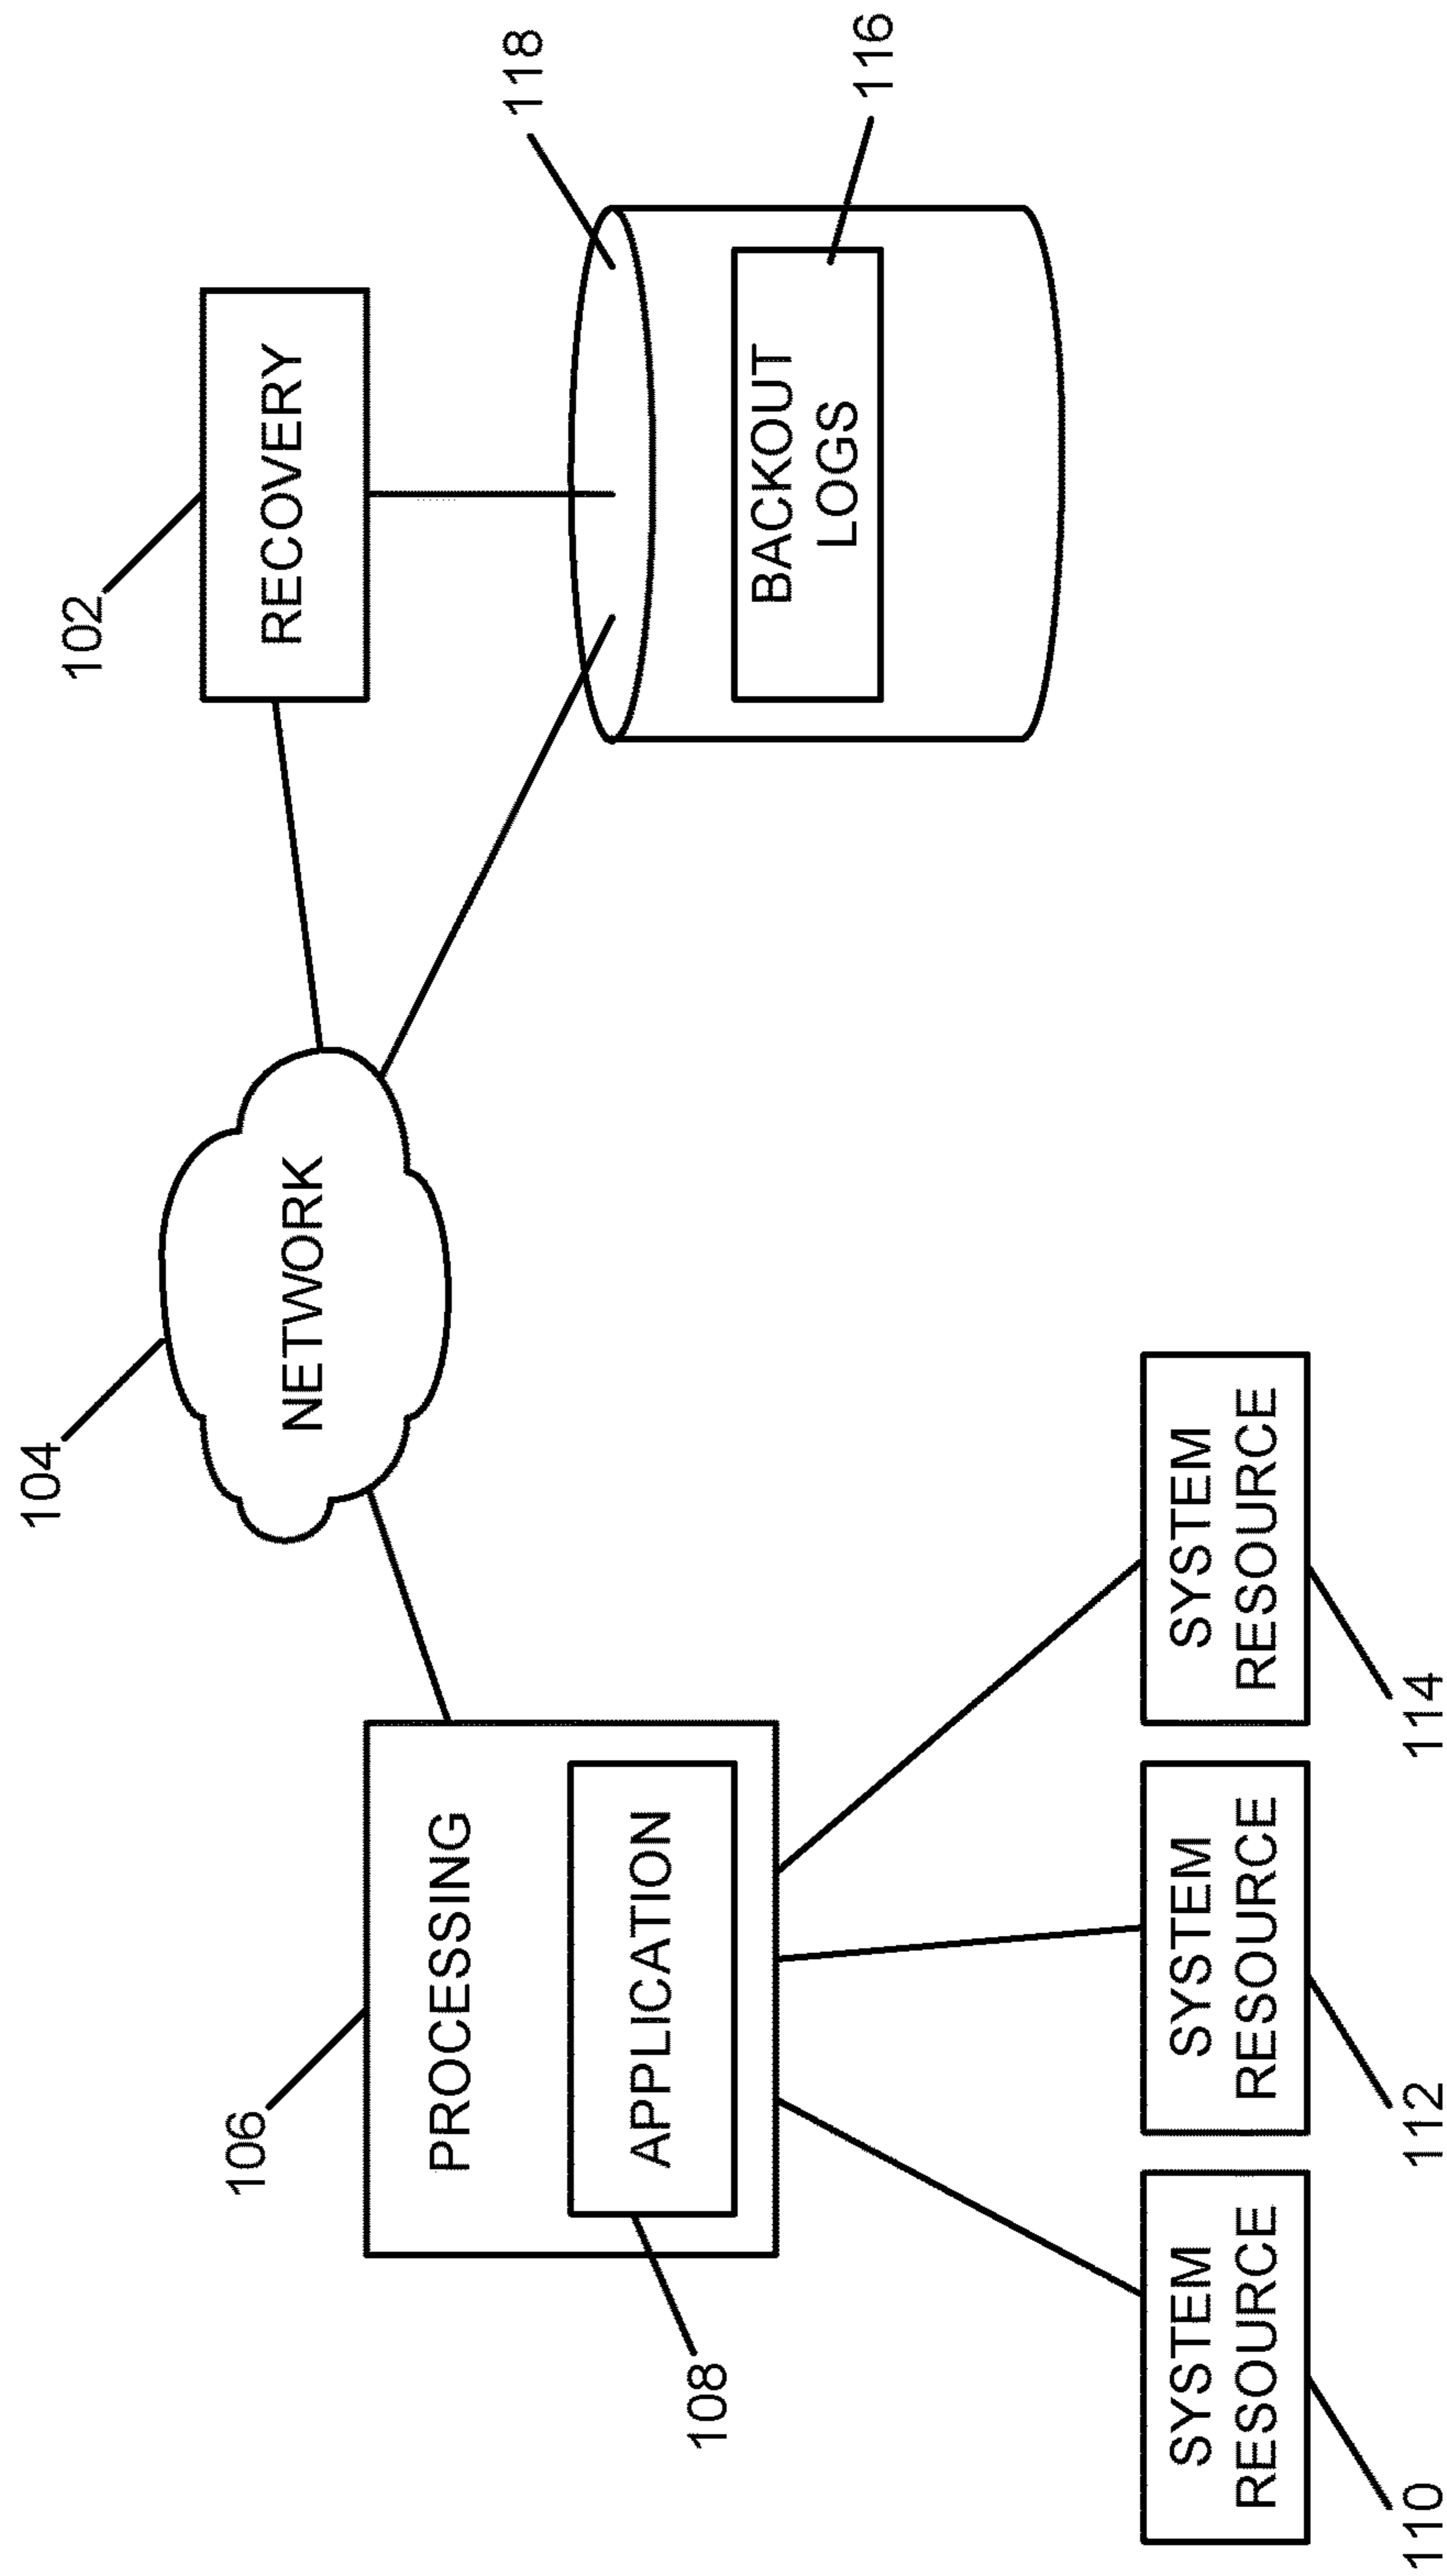 104
102
118
NETWORK
RECOVERY
106
PROCESSING
APPLICATION
108
BACKOUT
LOGS
116
SYSTEM
RESOURCE
SYSTEM
RESOURCE
SYSTEM
RESOURCE
110
112
114